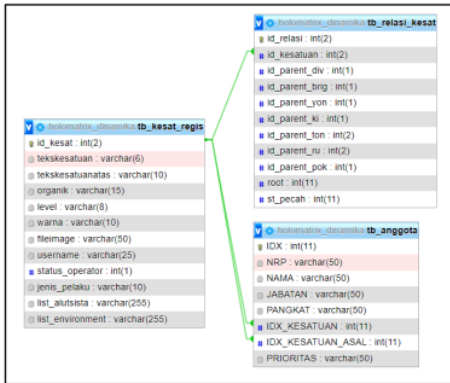 holomatrix_dinamika tb_relasi_kesat
id_relasi : int(2)
id_kesatuan : int(2)
id_parent_div : int(1)
id_parent_brig : int(1)
id_parent_yon : int(1)
id_parent_ki : int(1)
id_parent_ton : int(2)
id_parent_ru : int(2)
id_parent_pok : int(1)
root : int(11)
st_pecah : int(11)
holomatrix_dinamika tb_kesat_regis
id_kesat : int(2)
tekskesatuan : varchar(6)
tekskesatuanatas : varchar(10)
organik : varchar(15)
level : varchar(8)
warna : varchar(10)
fileimage : varchar(50)
username : varchar(25)
status_operator : int(1)
jenis_pelaku : varchar(10)
list_alutsista : varchar(255)
list_environment : varchar(255)
holomatrix_dinamika tb_anggota
IDX : int(11)
NRP : varchar(50)
NAMA : varchar(50)
JABATAN : varchar(50)
PANGKAT : varchar(50)
IDX_KESATUAN : int(11)
IDX_KESATUAN_ASAL : int(11)
PRIORITAS : varchar(50)